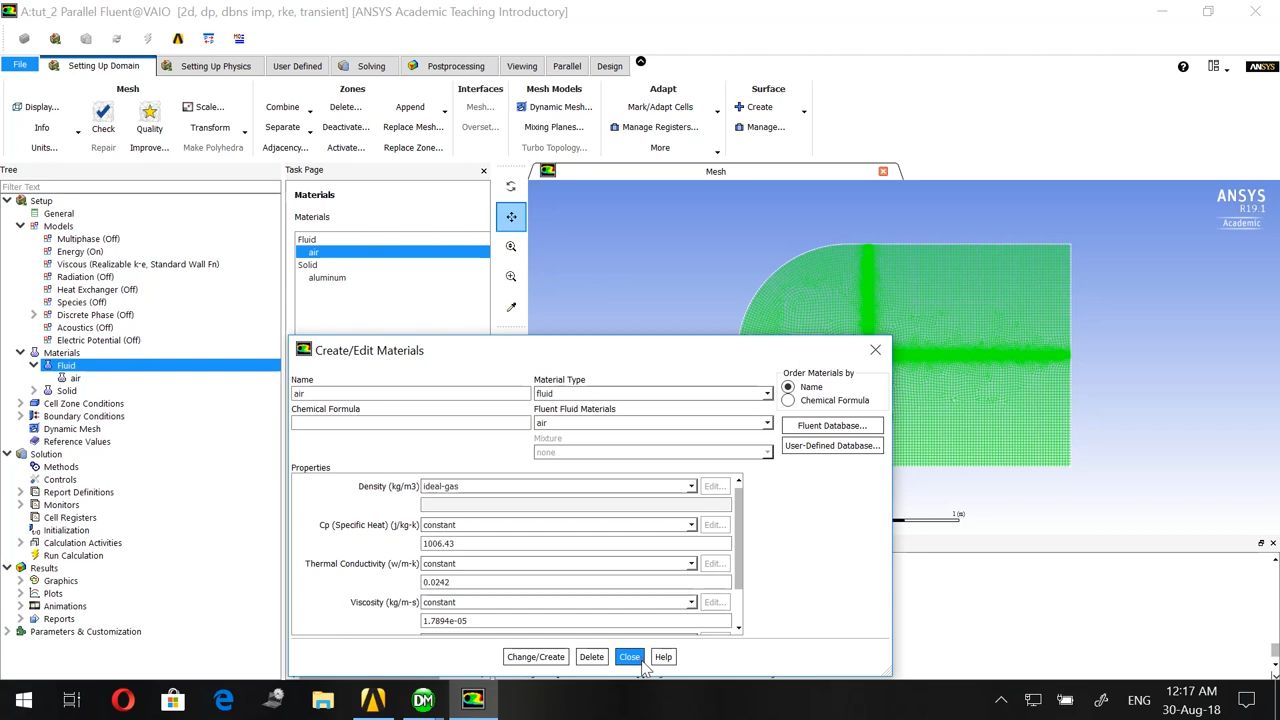 A:tut_2 Parallel Fluent@VAIO [2d, dp, dbns imp, rke, transient] [ANSYS Academic Teaching Introductory]
File
Setting Up Domain
Setting Up Physics
User Defined
Solving
Postprocessing
Viewing
Parallel
Design
ANSYS
Mesh
Zones
Interfaces
Mesh Models
Adapt
Surface
Display...
Scale...
Combine
Delete...
Append
Mesh...
Dynamic Mesh...
Mark/Adapt Cells
Create
Info
Check
Quality
Transform
Separate
Deactivate...
Replace Mesh...
Overset...
Mixing Planes...
Manage Registers...
Manage...
Units...
Repair
Improve...
Make Polyhedra
Adjacency...
Activate...
Replace Zone...
Turbo Topology...
More
Tree
Filter Text
Setup
General
Models
Multiphase (Off)
Energy (On)
Viscous (Realizable k-e, Standard Wall Fn)
Radiation (Off)
Heat Exchanger (Off)
Species (Off)
Discrete Phase (Off)
Acoustics (Off)
Electric Potential (Off)
Materials
Fluid
air
Solid
Cell Zone Conditions
Boundary Conditions
Dynamic Mesh
Reference Values
Solution
Methods
Controls
Report Definitions
Monitors
Cell Registers
Initialization
Calculation Activities
Run Calculation
Results
Graphics
Plots
Animations
Reports
Parameters & Customization
Task Page
Materials
Materials
Fluid
air
Solid
aluminum
Mesh
ANSYS
R19.1
Academic
1 (m)
Create/Edit Materials
Name
air
Chemical Formula
Material Type
fluid
Fluent Fluid Materials
air
Mixture
none
Order Materials by
Name
Chemical Formula
Fluent Database...
User-Defined Database...
Properties
Density (kg/m3) ideal-gas Edit...
Cp (Specific Heat) (j/kg-k) constant Edit...
1006.43
Thermal Conductivity (w/m-k) constant Edit...
0.0242
Viscosity (kg/m-s) constant Edit...
1.7894e-05
Change/Create
Delete
Close
Help
DM
ENG
12:17 AM
30-Aug-18